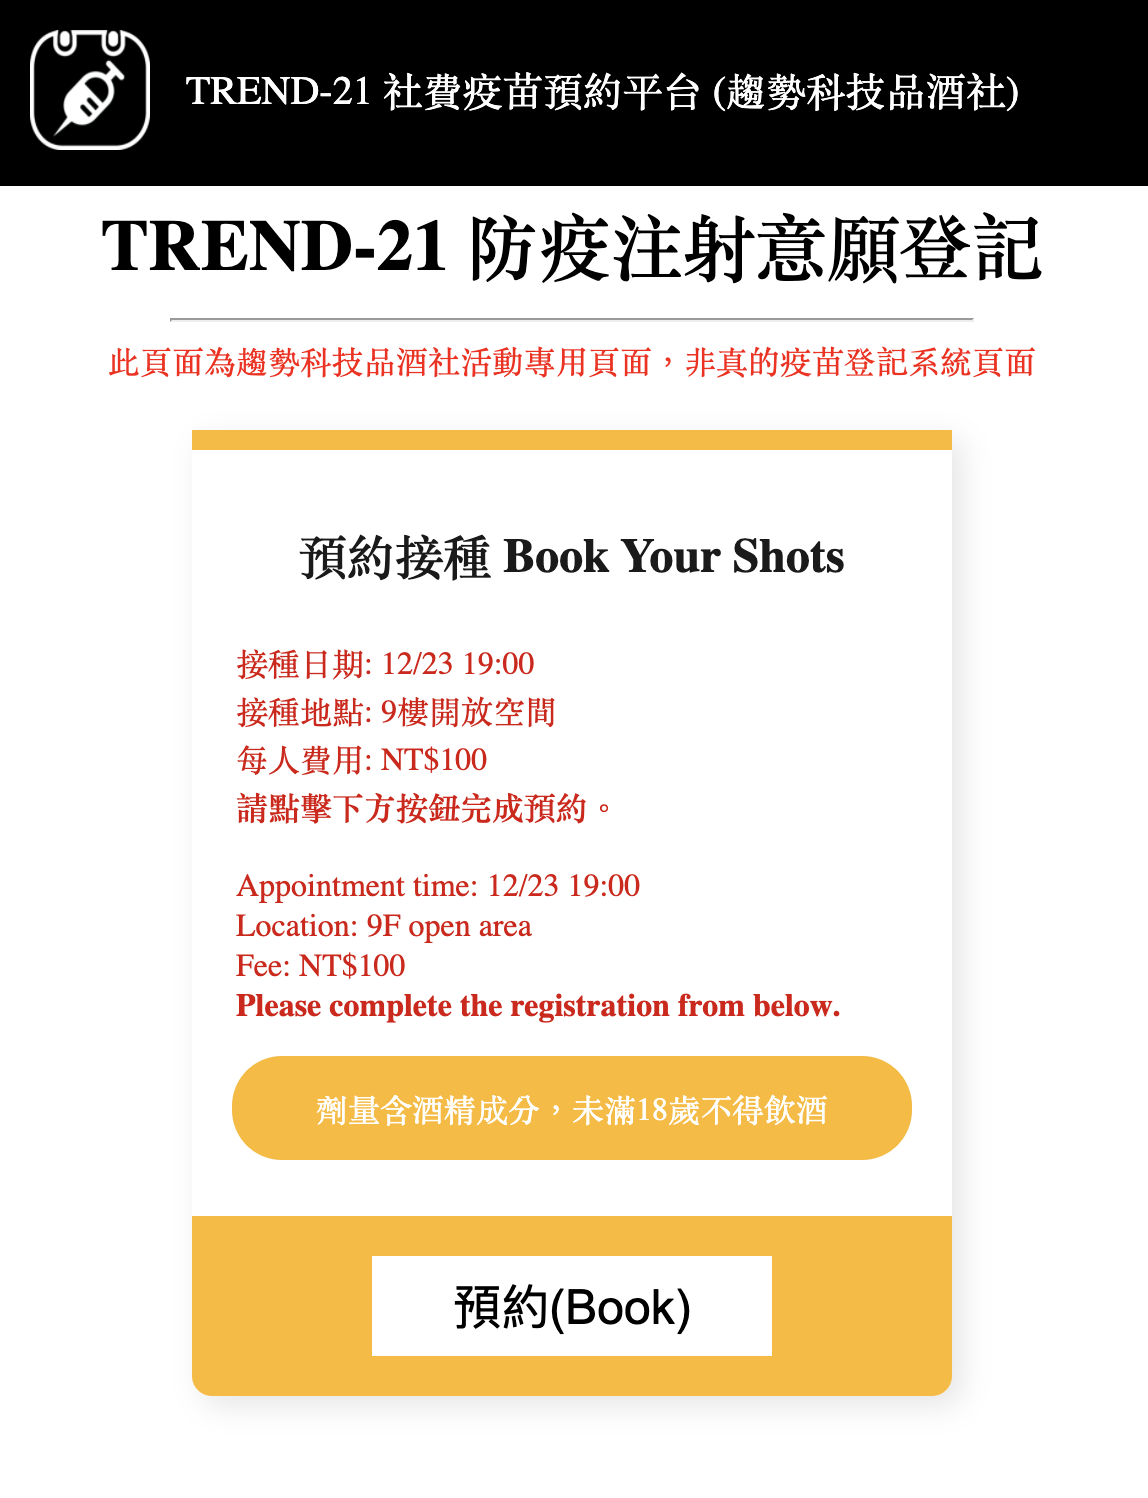 TREND-21 社費疫苗預約平台 (趨勢科技品酒社)
TREND-21 防疫注射意願登記
此頁面為趨勢科技品酒社活動專用頁面，非真的疫苗登記系統頁面
預約接種 Book Your Shots
接種日期: 12/23 19:00
接種地點: 9樓開放空間
每人費用: NT$100
請點擊下方按鈕完成預約。
Appointment time: 12/23 19:00
Location: 9F open area
Fee: NT$100
Please complete the registration from below.
劑量含酒精成分，未滿18歲不得飲酒
預約(Book)